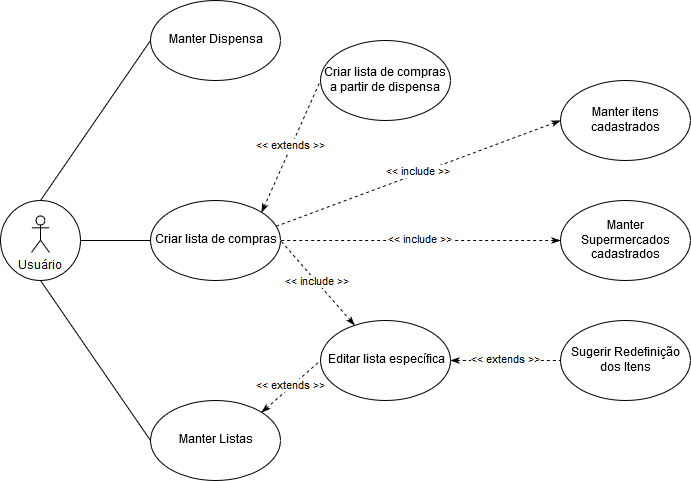 Manter Dispensa
Criar lista de compras
a partir de dispensa
Manter itens
cadastrados
<< extends >>
<< include >>
Usuário
Criar lista de compras
<< include >>
Manter
Supermercados
cadastrados
<< include >>
Editar lista específica
<< extends >>
Sugerir Redefinição
dos Itens
<< extends >>
Manter Listas